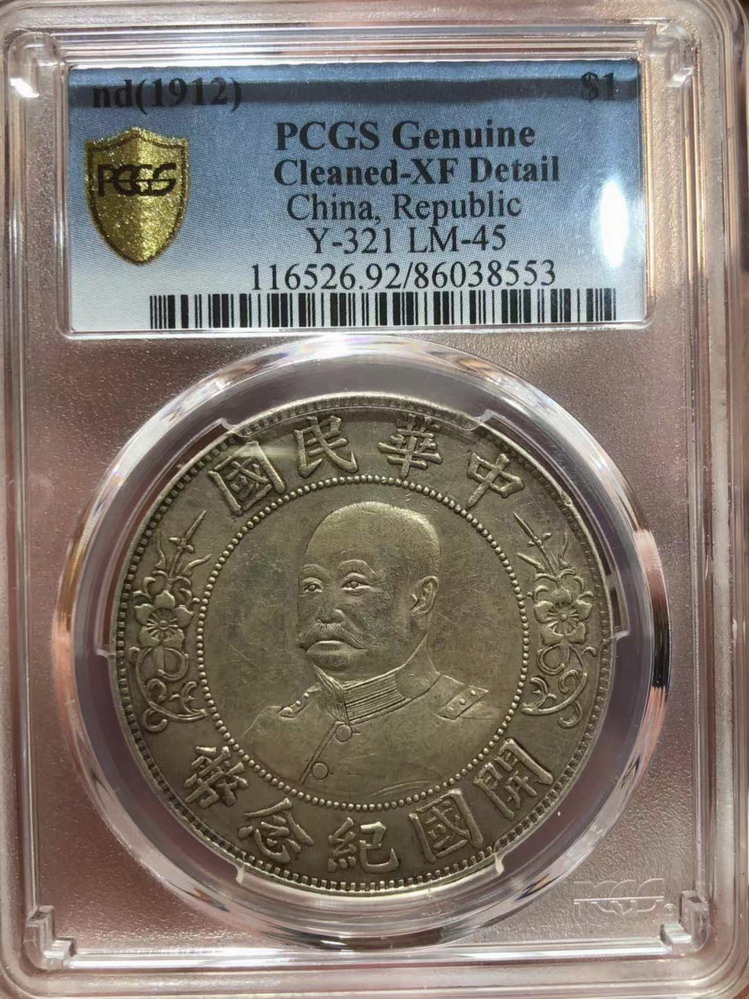 nd(1912) $1
PCGS Genuine
PCGS
Cleaned-XF Detail
China, Republic
Y-321 LM-45
116526.92/86038553
中華民國
開國紀念幣
PCGS